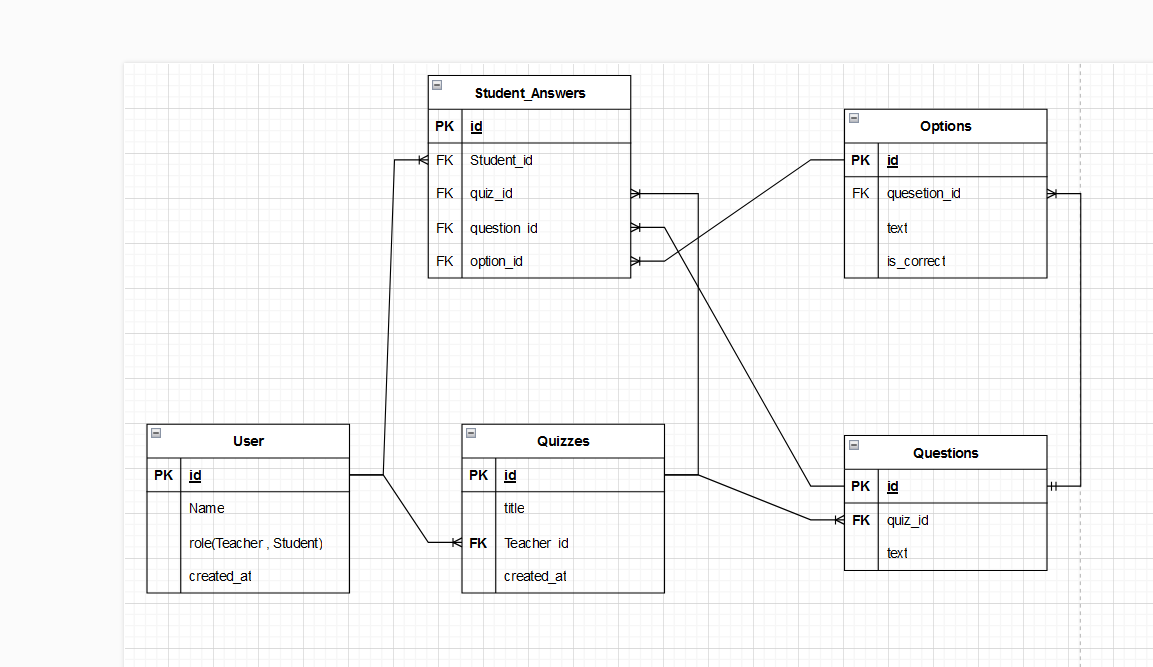 Student_Answers
PK id
FK Student_id
FK quiz_id
FK question_id
FK option_id
Options
PK id
FK quesetion_id
text
is_correct
User
PK id
Name
role(Teacher , Student)
created_at
Quizzes
PK id
title
FK Teacher_id
created_at
Questions
PK id
FK quiz_id
text